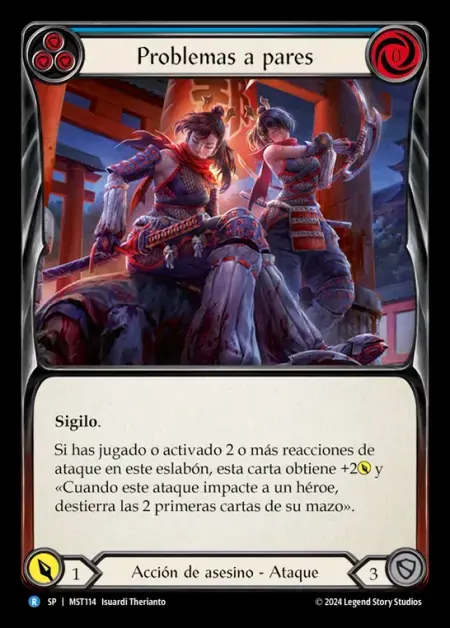 Problemas a pares
0
Sigilo.
Si has jugado o activado 2 o más reacciones de
ataque en este eslabón, esta carta obtiene +2 y
«Cuando este ataque impacte a un héroe,
destierra las 2 primeras cartas de su mazo».
1 Acción de asesino - Ataque 3
R SP | MST114 Isuardi Therianto © 2024 Legend Story Studios